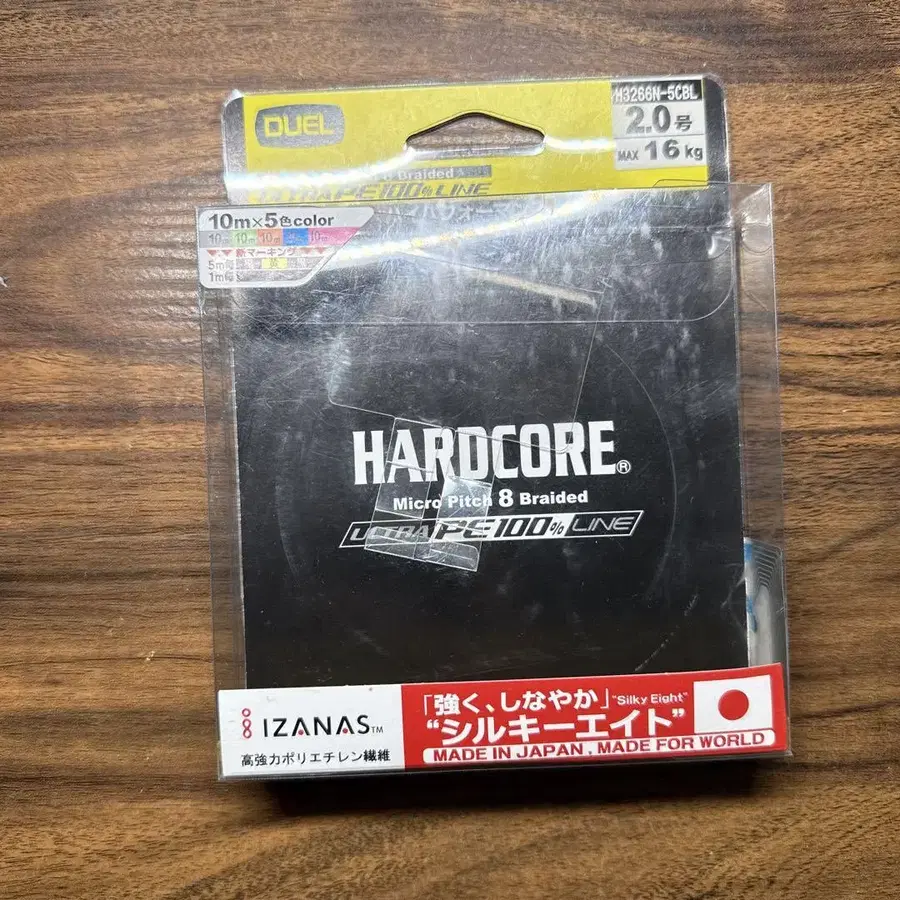 DUEL
H3266N-5CBL
2.0号
MAX 16kg
Braided
ULTRA PE 100% LINE
10m×5色color
10m 10m 10m 10m
新マーキング
5m毎
1m毎
HARDCORE®
Micro Pitch 8 Braided
ULTRA PE 100% LINE
IZANAS™
高強力ポリエチレン繊維
「強く、しなやか」"Silky Eight"
"シルキーエイト"
MADE IN JAPAN, MADE FOR WORLD